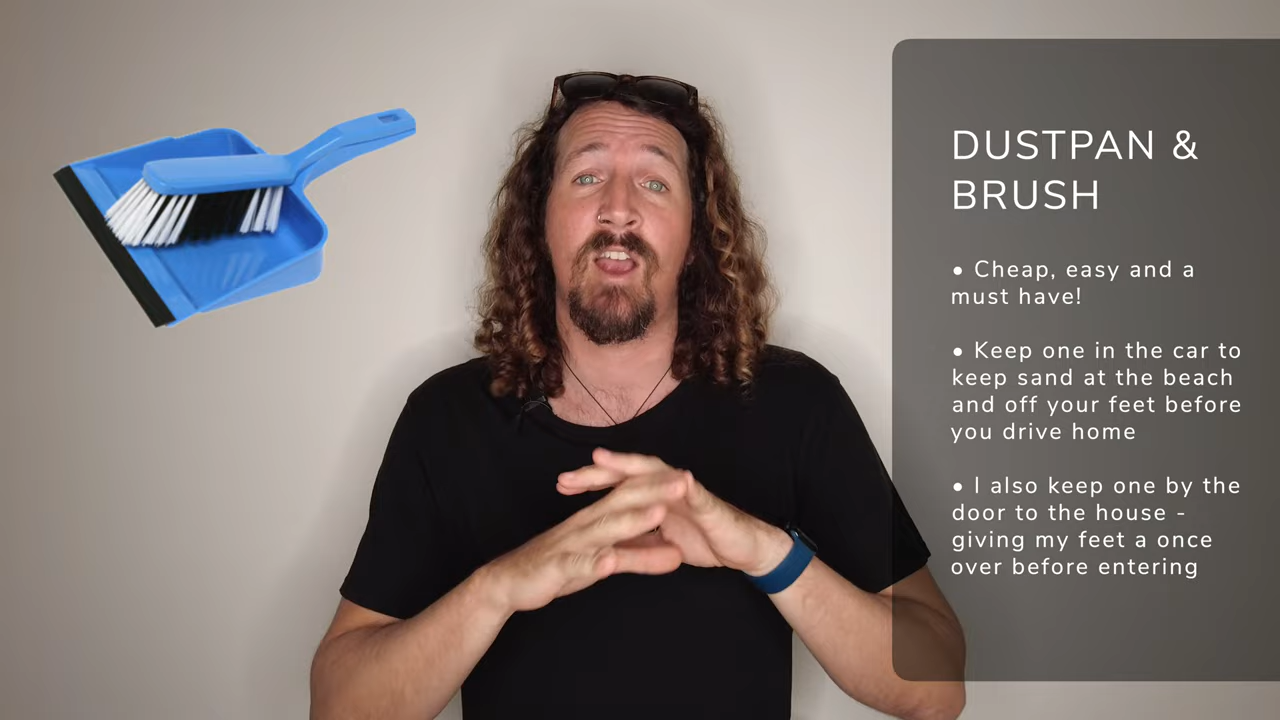 DUSTPAN &
BRUSH
• Cheap, easy and a
must have!
• Keep one in the car to
keep sand at the beach
and off your feet before
you drive home
• I also keep one by the
door to the house -
giving my feet a once
over before entering